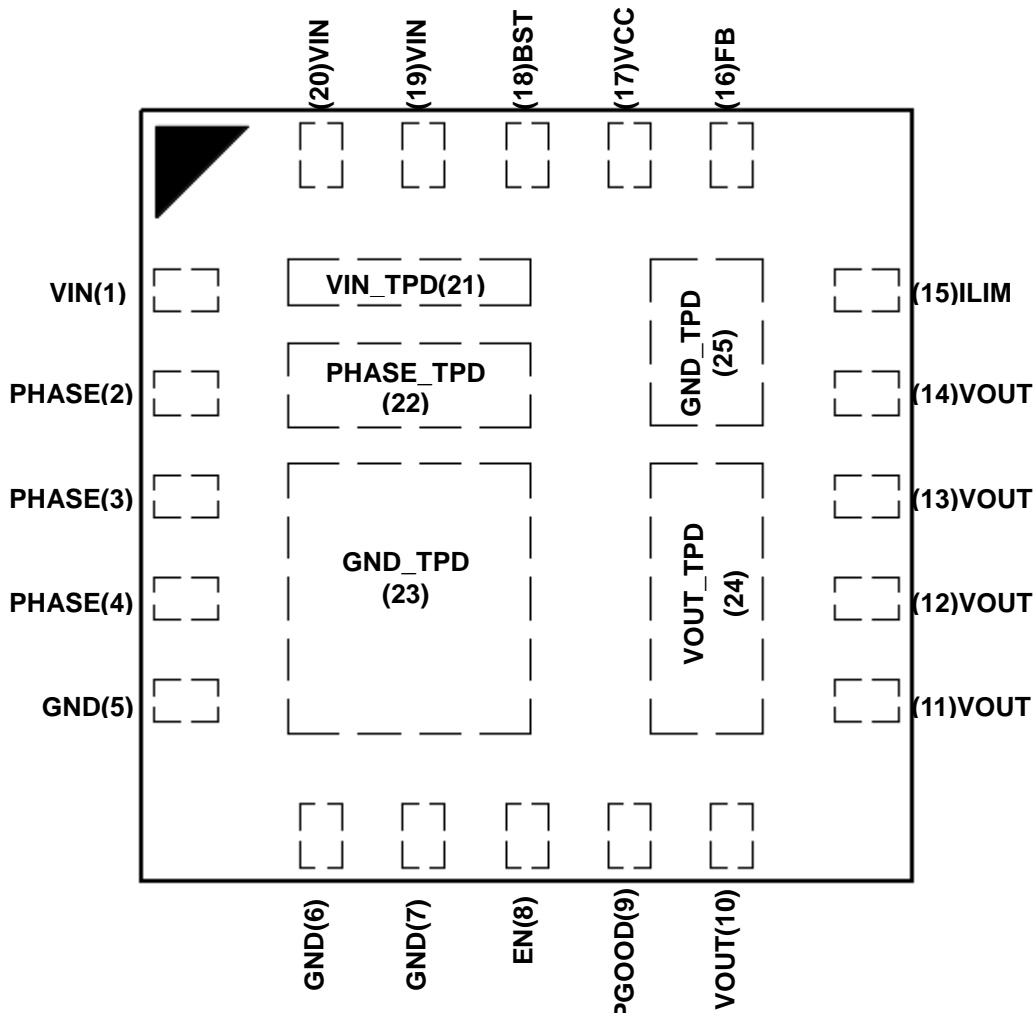 (20)VIN
(19)VIN
(18)BST
(17)VCC
(16)FB
VIN(1)
PHASE(2)
PHASE(3)
PHASE(4)
GND(5)
VIN_TPD(21)
PHASE_TPD
(22)
GND_TPD
(23)
GND_TPD
(25)
VOUT_TPD
(24)
(15)ILIM
(14)VOUT
(13)VOUT
(12)VOUT
(11)VOUT
GND(6)
GND(7)
EN(8)
PGOOD(9)
VOUT(10)